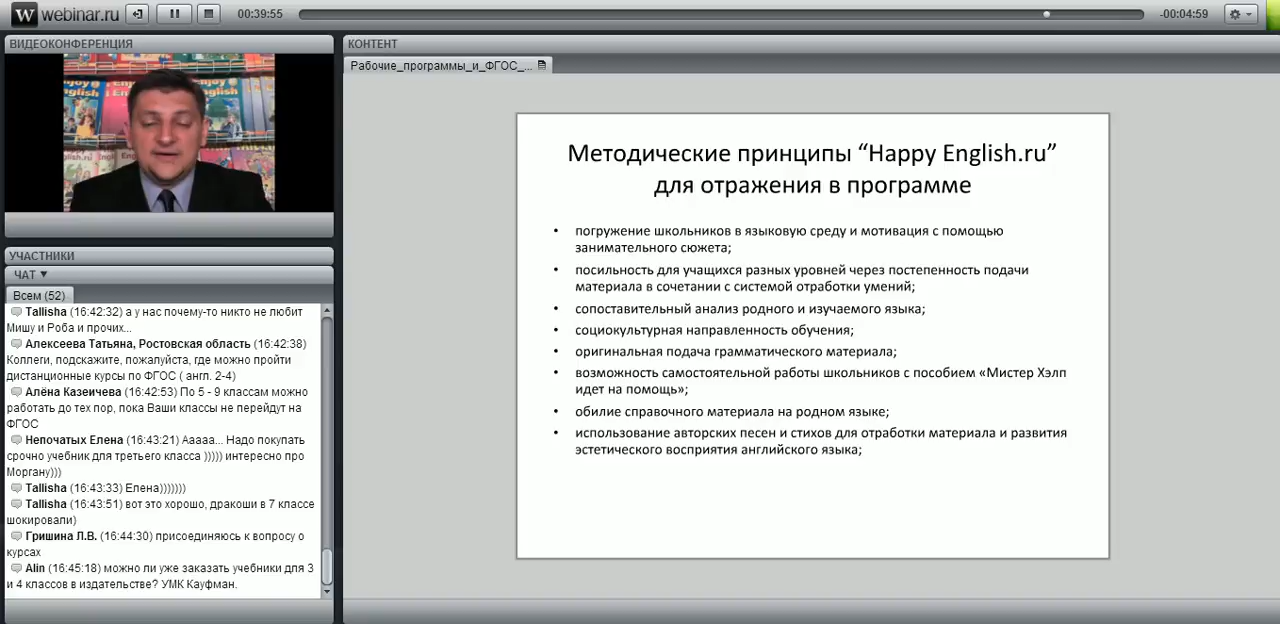 W webinar.ru
00:39:55
-00:04:59
ВИДЕОКОНФЕРЕНЦИЯ
Enjoy
English
УЧАСТНИКИ
ЧАТ ▼
Всем (52)
Tallisha (16:42:32) а у нас почему-то никто не любит
Мишу и Роба и прочих...
Алексеева Татьяна, Ростовская область (16:42:38)
Коллеги, подскажите, пожалуйста, где можно пройти
дистанционные курсы по ФГОС ( англ. 2-4)
Алёна Казеичева (16:42:53) По 5 - 9 классам можно
работать до тех пор, пока Ваши классы не перейдут на
ФГОС
Непочатых Елена (16:43:21) Ааааа... Надо покупать
срочно учебник для третьего класса ))))) интересно про
Моргану)))
Tallisha (16:43:33) Елена)))))))
Tallisha (16:43:51) вот это хорошо, дракоши в 7 классе
шокировали)
Гришина Л.В. (16:44:30) присоединяюсь к вопросу о
курсах
Alin (16:45:18) можно ли уже заказать учебники для 3
и 4 классов в издательстве? УМК Кауфман.
КОНТЕНТ
Рабочие_программы_и_ФГОС_...
Методические принципы “Happy English.ru”
для отражения в программе
• погружение школьников в языковую среду и мотивация с помощью
занимательного сюжета;
• посильность для учащихся разных уровней через постепенность подачи
материала в сочетании с системой отработки умений;
• сопоставительный анализ родного и изучаемого языка;
• социокультурная направленность обучения;
• оригинальная подача грамматического материала;
• возможность самостоятельной работы школьников с пособием «Мистер Хэлп
идет на помощь»;
• обилие справочного материала на родном языке;
• использование авторских песен и стихов для отработки материала и развития
эстетического восприятия английского языка;